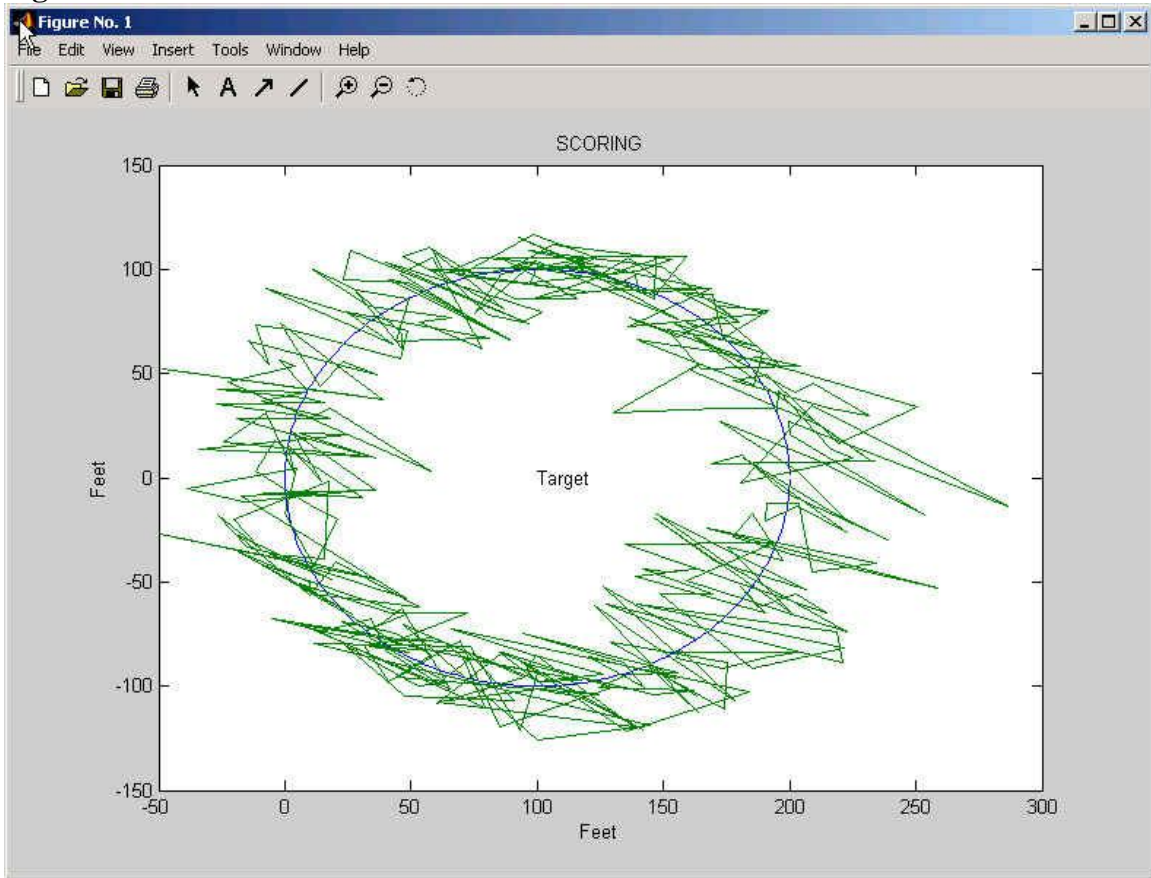 Figure No. 1
File Edit View Insert Tools Window Help
A
SCORING
150
100
50
0
-50
-100
-150
Feet
Target
-50 0 50 100 150 200 250 300
Feet